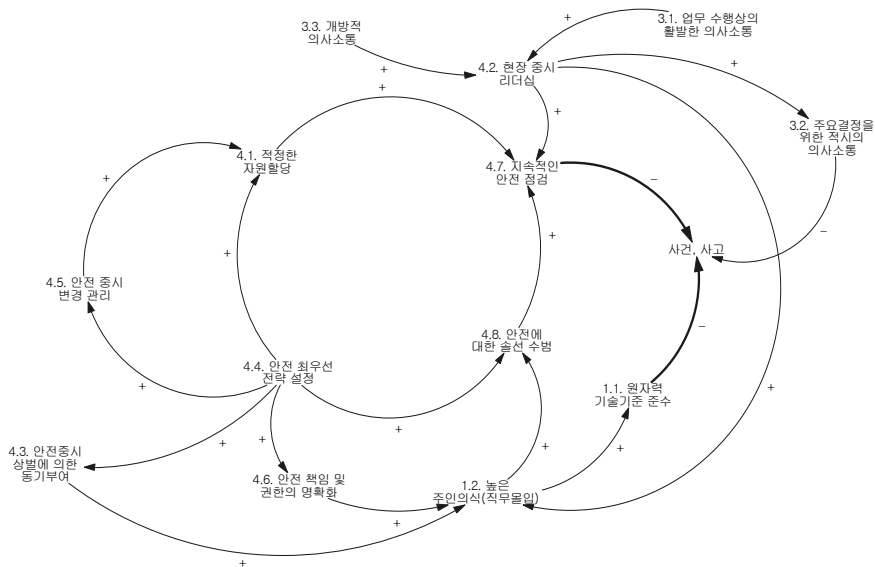 3.3. 개방적
의사소통
3.1. 업무 수행상의
활발한 의사소통
+
+
+
4.2. 현장 중시
리더십
+
+
3.2. 주요결정을
위한 적시의
의사소통
4.1. 적정한
자원할당
4.7. 지속적인
안전 점검
+
–
–
+
+
사건, 사고
4.5. 안전 중시
변경 관리
4.8. 안전에
대한 솔선 수범
–
4.4. 안전 최우선
전략 설정
1.1. 원자력
기술기준 준수
+
+
+
+
+
+
+
4.3. 안전중시
상벌에 의한
동기부여
4.6. 안전 책임 및
권한의 명확화
1.2. 높은
주인의식(직무몰입)
+
+